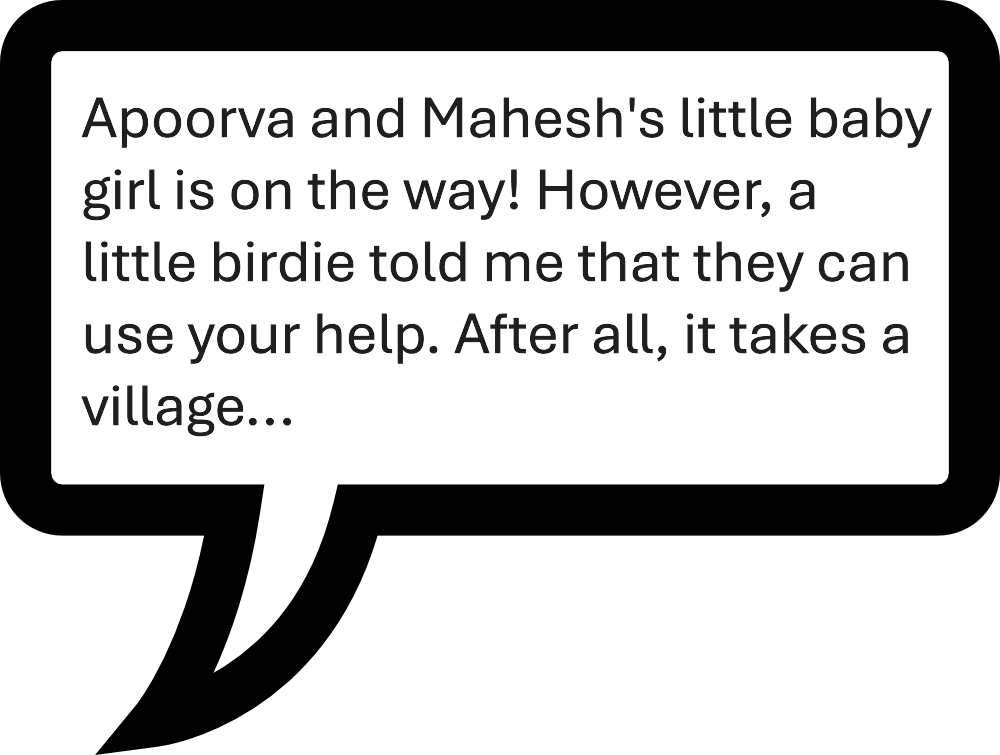 Apoorva and Mahesh's little baby
girl is on the way! However, a
little birdie told me that they can
use your help. After all, it takes a
village...